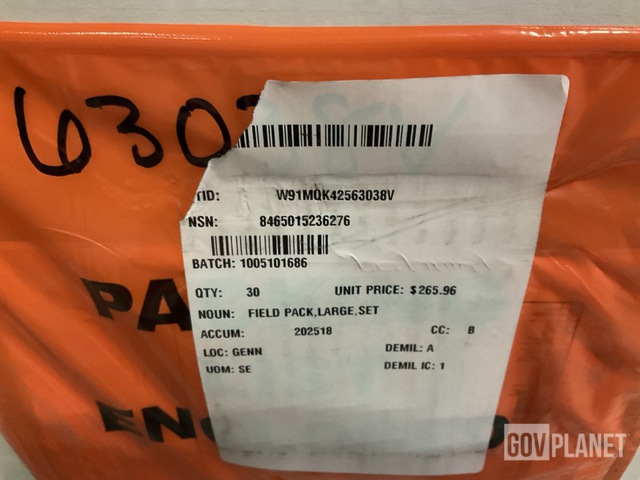 6303
TID: W91MQK42563038V
NSN: 8465015236276
BATCH: 1005101686
QTY: 30 UNIT PRICE: $265.96
NOUN: FIELD PACK,LARGE,SET
ACCUM: 202518 CC: B
LOC: GENN DEMIL: A
UOM: SE DEMIL IC: 1
PA
EN
GOVPLANET